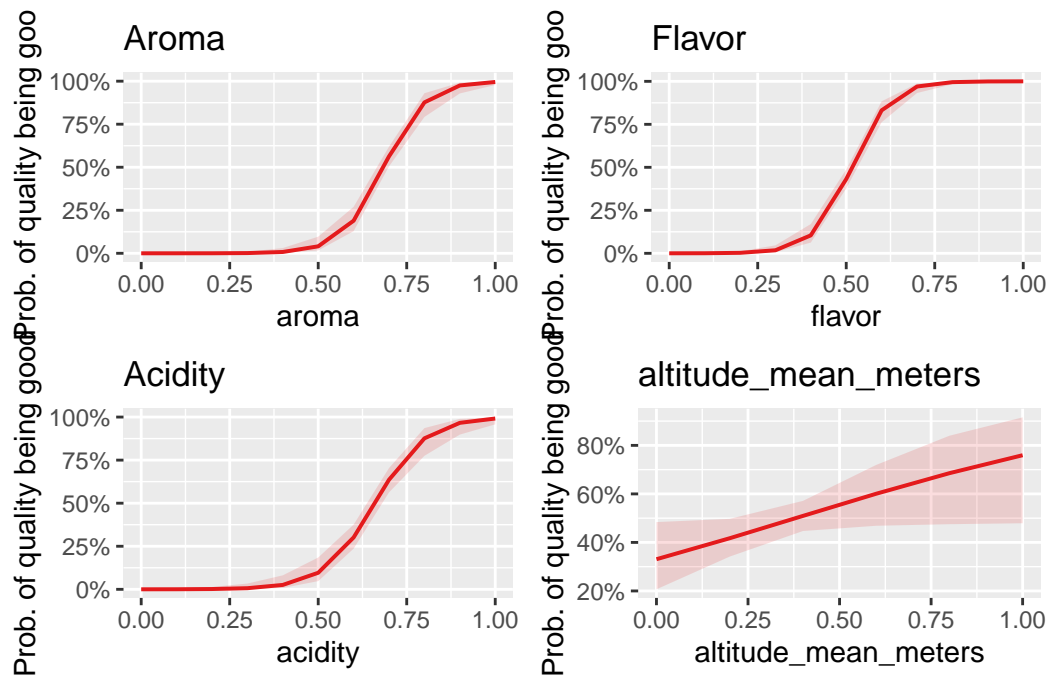 Aroma
Prob. of quality being goo
100%
75%
50%
25%
0%
0.00 0.25 0.50 0.75 1.00
aroma
Flavor
Prob. of quality being goo
100%
75%
50%
25%
0%
0.00 0.25 0.50 0.75 1.00
flavor
Acidity
Prob. of quality being good
100%
75%
50%
25%
0%
0.00 0.25 0.50 0.75 1.00
acidity
altitude_mean_meters
Prob. of quality being good
80%
60%
40%
20%
0.00 0.25 0.50 0.75 1.00
altitude_mean_meters